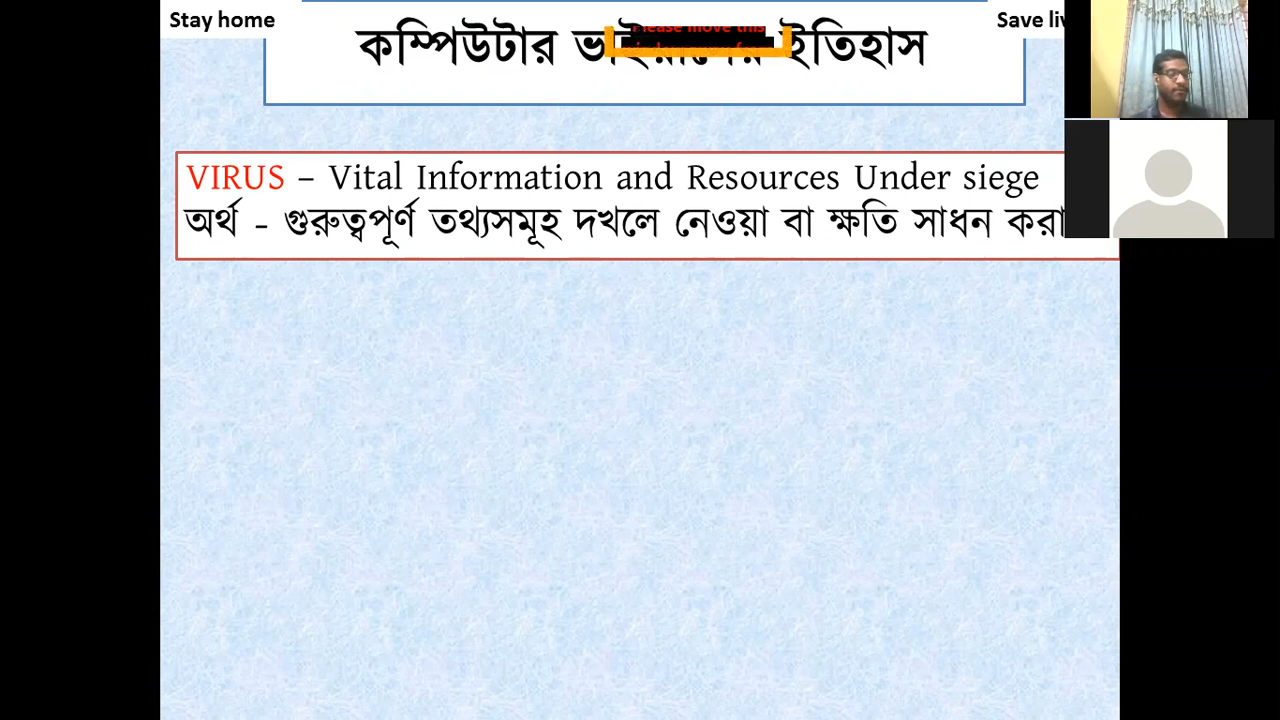 Stay home
Save
কম্পিউটার ইতিহাস
VIRUS – Vital Information and Resources Under siege
অর্থ - গুরুত্বপূর্ণ তথ্যসমূহ দখলে নেওয়া বা ক্ষতি সাধন করা